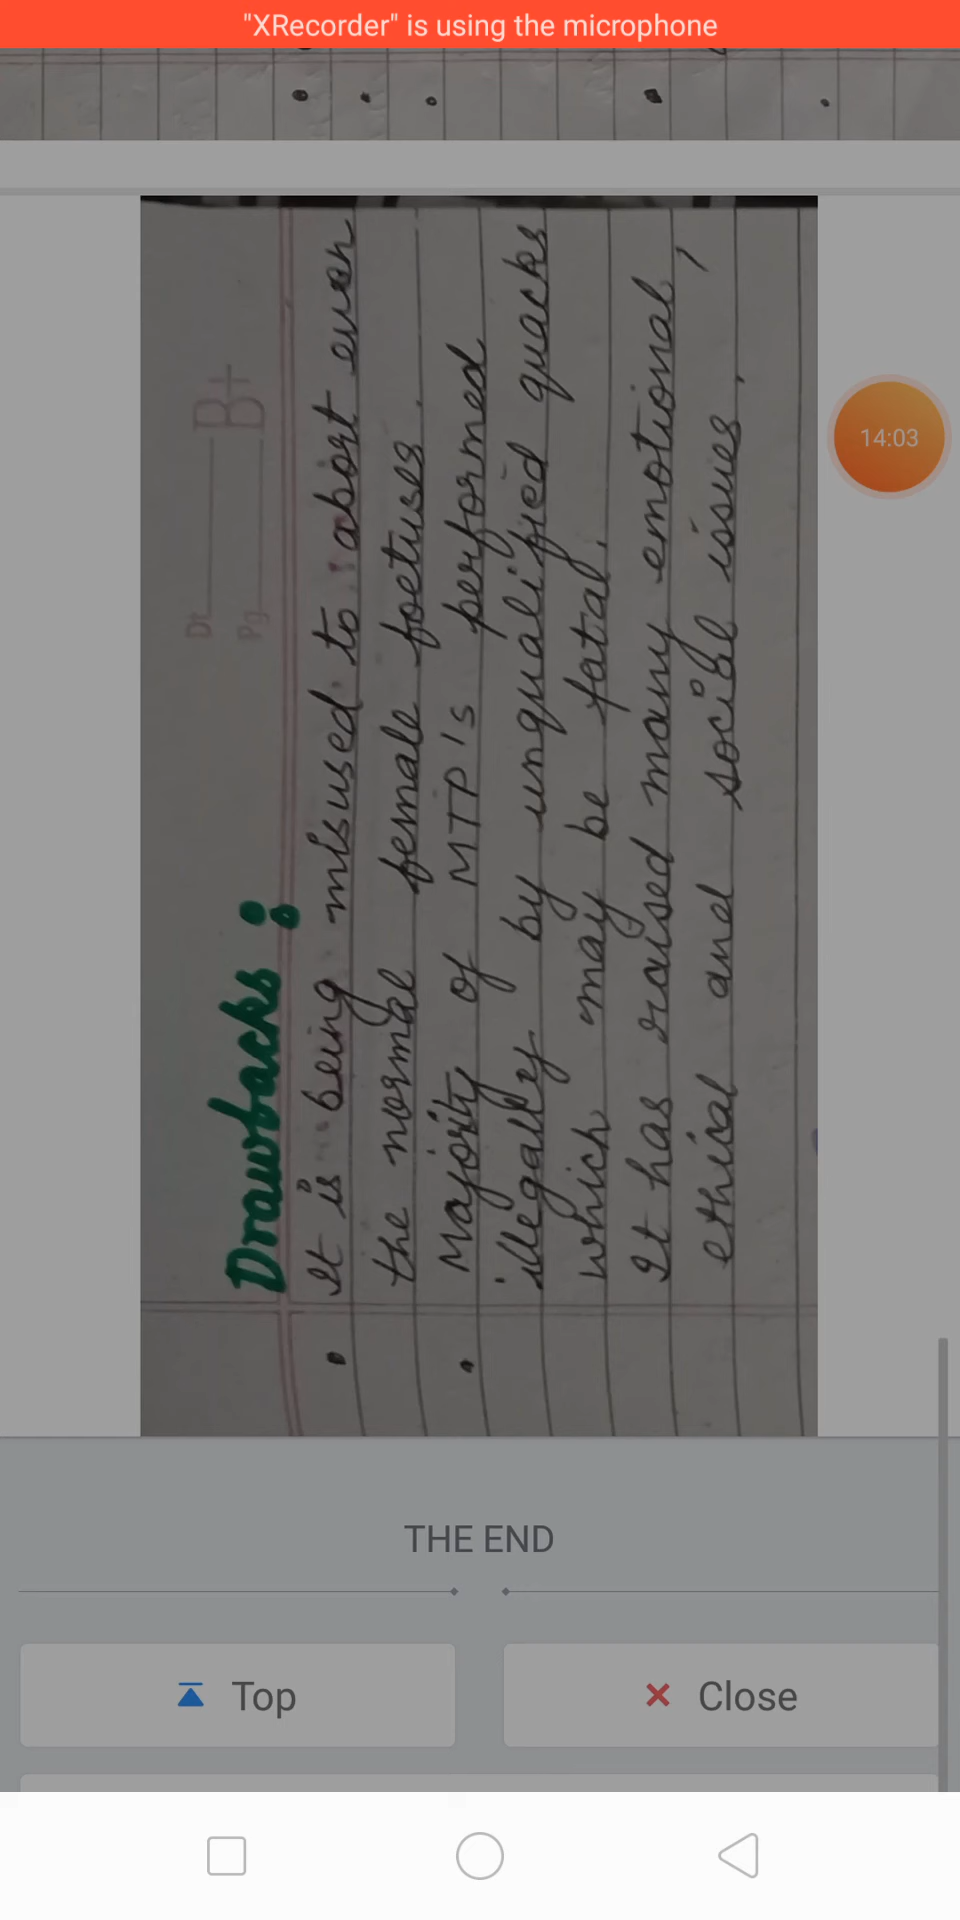 "XRecorder" is using the microphone
Dt
Pg
B+
Drawbacks :
• It is being misused to abort even
the normal female foetuses.
• Majority of MTP's performed
illegally by unqualified quacks
which may be fatal.
It has raised many emotional,
ethical and social issues.
14:03
THE END
Top
Close